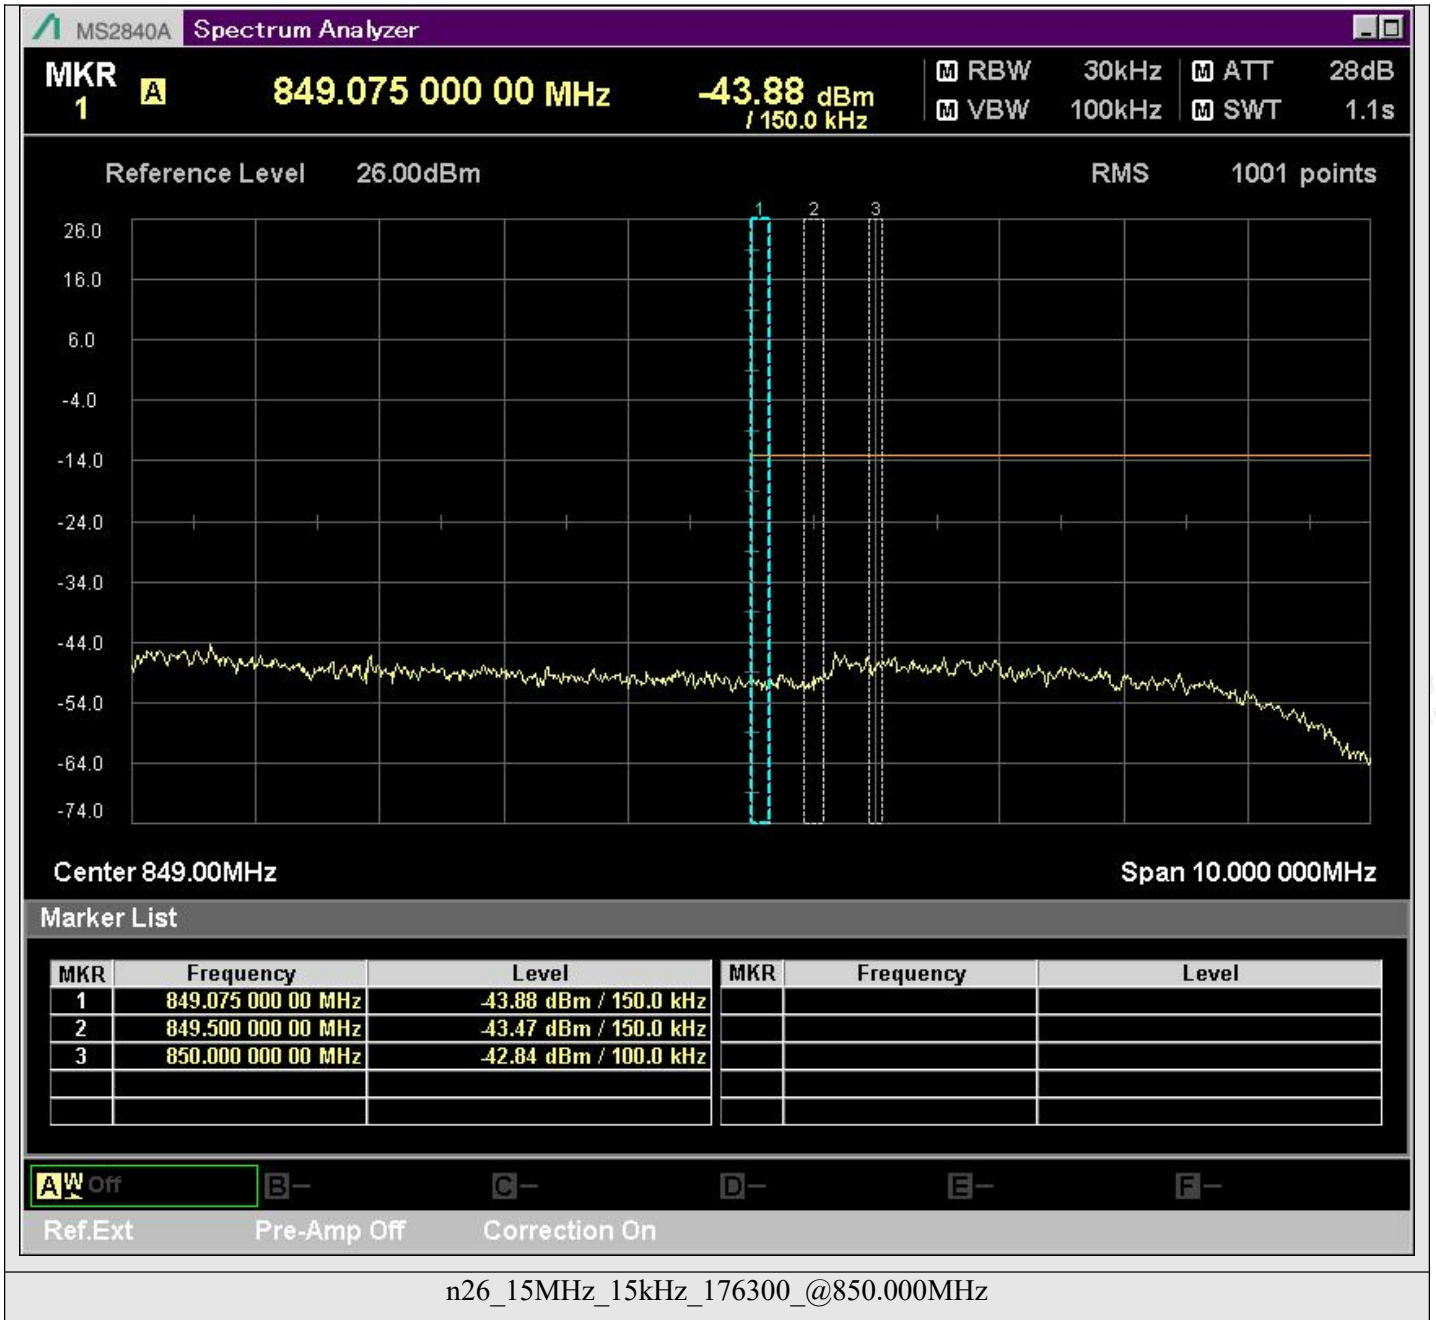 MS2840A Spectrum Analyzer
MKR 1 A 849.075 000 00 MHz -43.88 dBm / 150.0 kHz
M RBW 30kHz M ATT 28dB
M VBW 100kHz M SWT 1.1s
Reference Level 26.00dBm RMS 1001 points
1 2 3
26.0
16.0
6.0
-4.0
-14.0
-24.0
-34.0
-44.0
-54.0
-64.0
-74.0
Center 849.00MHz Span 10.000 000MHz
Marker List
MKR Frequency Level MKR Frequency Level
1 849.075 000 00 MHz -43.88 dBm / 150.0 kHz
2 849.500 000 00 MHz -43.47 dBm / 150.0 kHz
3 850.000 000 00 MHz -42.84 dBm / 100.0 kHz
A W Off B- C- D- E- F-
Ref.Ext Pre-Amp Off Correction On
n26_15MHz_15kHz_176300_@850.000MHz